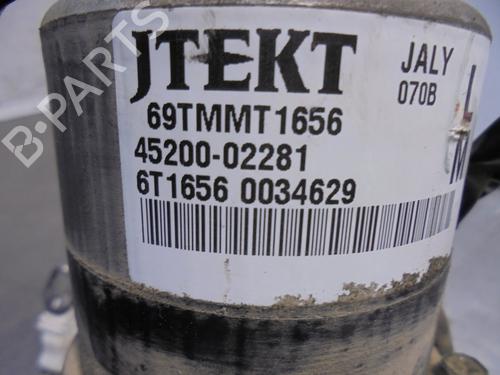 B-PARTS
JTEKT
JALY
070B
69TMMT1656
45200-02281
6T1656 0034629
L
M